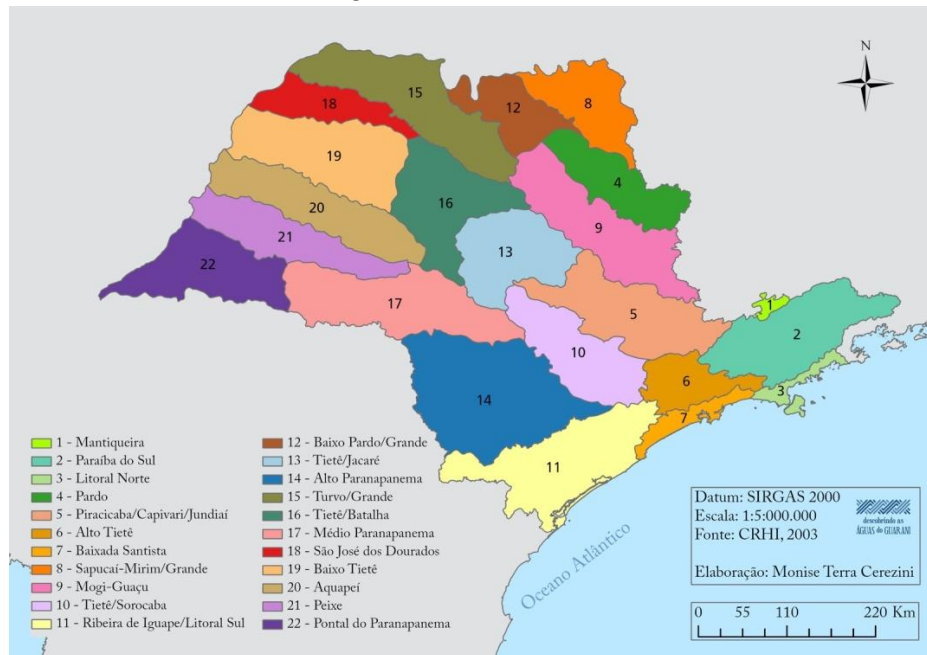 N
15
12
8
18
19
4
16
20
9
21
13
22
1
17
5
2
10
6
3
14
7
11
1 - Mantiqueira
2 - Paraíba do Sul
3 - Litoral Norte
4 - Pardo
5 - Piracicaba/Capivari/Jundiaí
6 - Alto Tietê
7 - Baixada Santista
8 - Sapucaí-Mirim/Grande
9 - Mogi-Guaçu
10 - Tietê/Sorocaba
11 - Ribeira de Iguape/Litoral Sul
12 - Baixo Pardo/Grande
13 - Tietê/Jacaré
14 - Alto Paranapanema
15 - Turvo/Grande
16 - Tietê/Batalha
17 - Médio Paranapanema
18 - São José dos Dourados
19 - Baixo Tietê
20 - Aquapeí
21 - Peixe
22 - Pontal do Paranapanema
Oceano Atlântico
Datum: SIRGAS 2000
Escala: 1:5:000.000
Fonte: CRHI, 2003
descobrindo as
ÁGUAS do GUARANI
Elaboração: Monise Terra Cerezini
0 55 110 220 Km